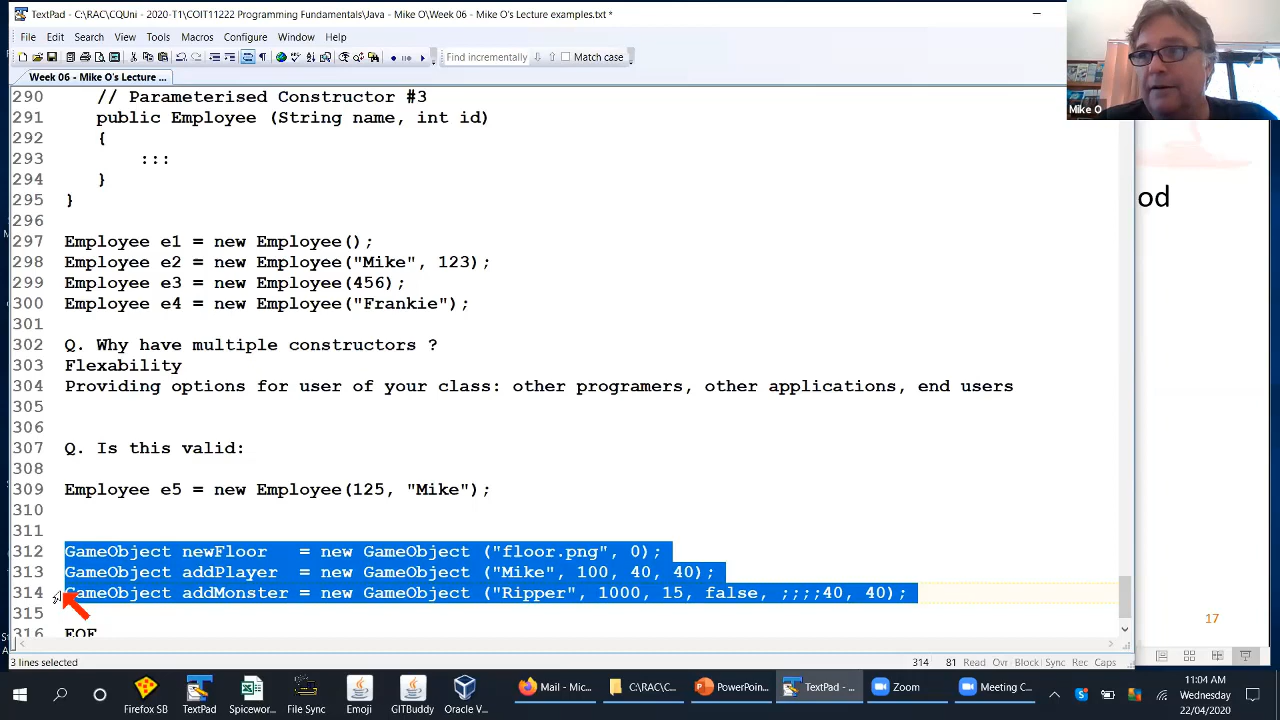 TextPad - C:\RAC\CQUni - 2020-T1\COIT11222 Programming Fundamentals\Java - Mike O\Week 06 - Mike O's Lecture examples.txt *
File Edit Search View Tools Macros Configure Window Help
Find incrementally Match case
Week 06 - Mike O's Lecture ...
Mike O
290 // Parameterised Constructor #3
291 public Employee (String name, int id)
292 {
293 :::
294 }
295 }
296
297 Employee e1 = new Employee();
298 Employee e2 = new Employee("Mike", 123);
299 Employee e3 = new Employee(456);
300 Employee e4 = new Employee("Frankie");
301
302 Q. Why have multiple constructors ?
303 Flexability
304 Providing options for user of your class: other programers, other applications, end users
305
306
307 Q. Is this valid:
308
309 Employee e5 = new Employee(125, "Mike");
310
311
312 GameObject newFloor = new GameObject ("floor.png", 0);
313 GameObject addPlayer = new GameObject ("Mike", 100, 40, 40);
314 GameObject addMonster = new GameObject ("Ripper", 1000, 15, false, ;;;;40, 40);
315
316 EOF
od
17
3 lines selected 314 81 Read Ovr Block Sync Rec Caps
Firefox SB TextPad Spicewor... File Sync Emoji GITBuddy Oracle V...
Mail - Mic... C:\RAC\C... PowerPoin... TextPad - ... Zoom Meeting C...
11:04 AM
Wednesday
22/04/2020